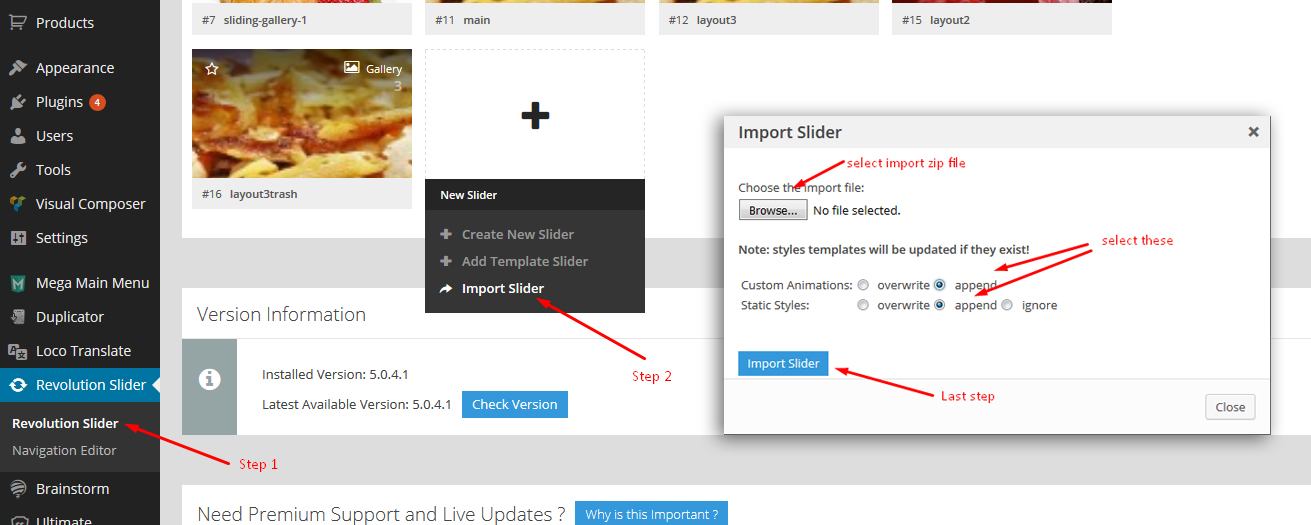 Products
Appearance
Plugins 4
Users
Tools
Visual Composer
Settings
Mega Main Menu
Duplicator
Loco Translate
Revolution Slider
Revolution Slider
Navigation Editor
Brainstorm
Ultimate
#7 sliding-gallery-1
#11 main
#12 layout3
#15 layout2
Gallery
3
#16 layout3trash
New Slider
Create New Slider
Add Template Slider
Import Slider
Version Information
Installed Version: 5.0.4.1
Latest Available Version: 5.0.4.1 Check Version
Step 1
Step 2
Need Premium Support and Live Updates ? Why is this Important ?
Import Slider
select import zip file
Choose the import file:
Browse... No file selected.
select these
Note: styles templates will be updated if they exist!
Custom Animations: overwrite append
Static Styles: overwrite append ignore
Import Slider
Last step
Close